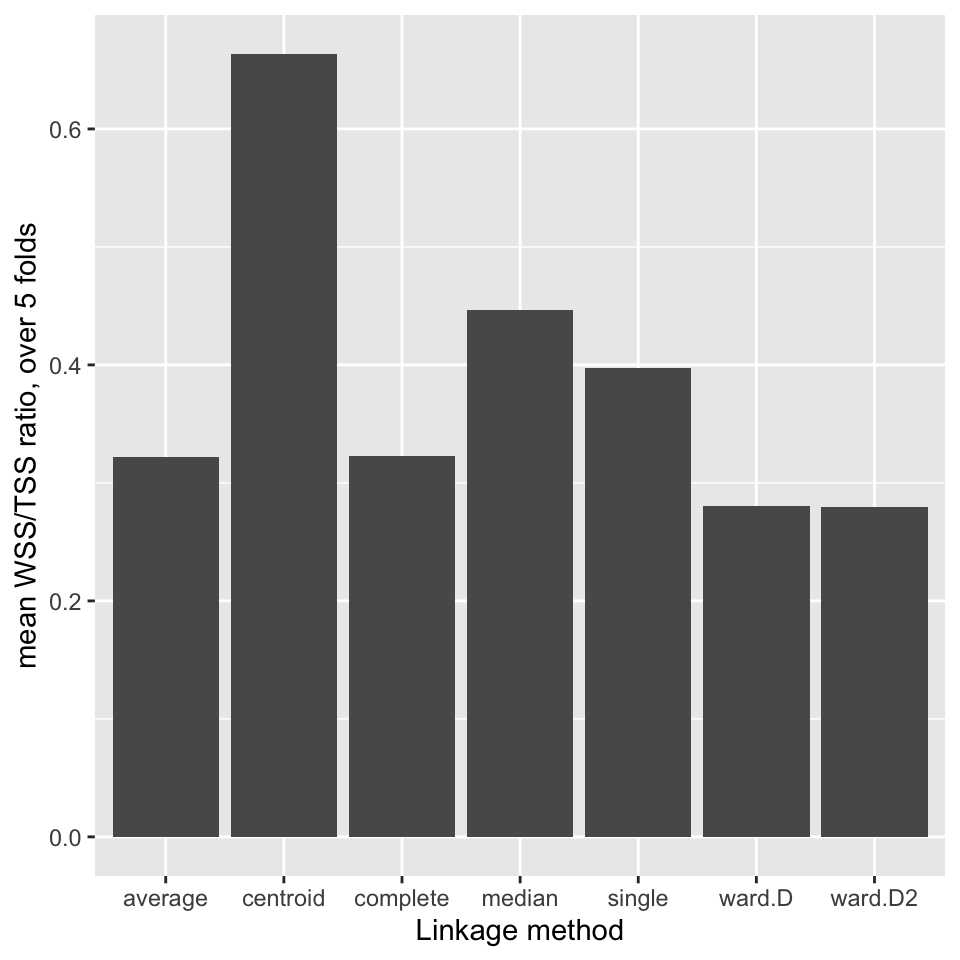 mean WSS/TSS ratio, over 5 folds
0.6
0.4
0.2
0.0
average centroid complete median single ward.D ward.D2
Linkage method